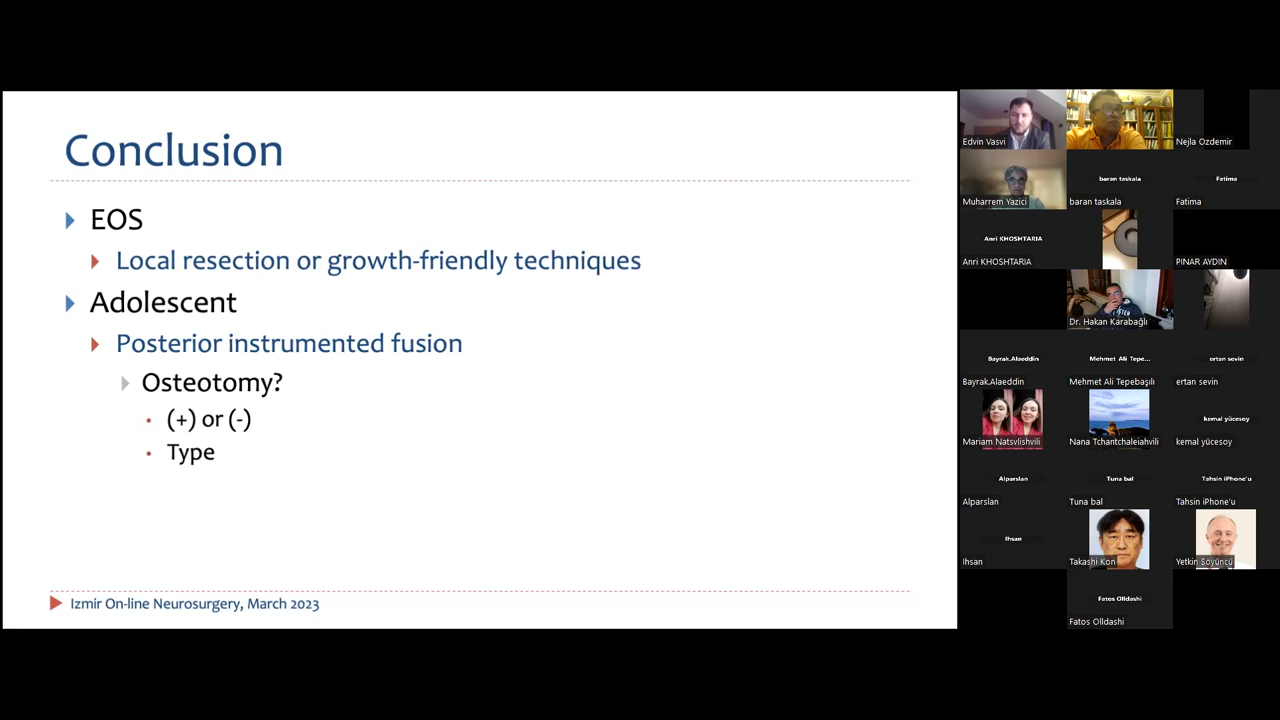 Conclusion
EOS
Local resection or growth-friendly techniques
Adolescent
Posterior instrumented fusion
Osteotomy?
(+) or (-)
Type
Izmir On-line Neurosurgery, March 2023
Edvin Vasvi
Nejla Ozdemir
Muharrem Yazici
baran taskala
baran taskala
Fatima
Fatima
Anri KHOSHTARIA
Anri KHOSHTARIA
PINAR AYDIN
Dr. Hakan Karabağlı
Bayrak.Alaeddin
Bayrak.Alaeddin
Mehmet Ali Tepe...
Mehmet Ali Tepebaşılı
ertan sevin
ertan sevin
Mariam Natsvlishvili
Nana Tchantchaleiahvili
kemal yücesoy
kemal yücesoy
Alparslan
Alparslan
Tuna bal
Tuna bal
Tahsin iPhone'u
Tahsin iPhone'u
Ihsan
Ihsan
Takashi Kon
Yetkin Söyüncü
Fatos Olldashi
Fatos Olldashi